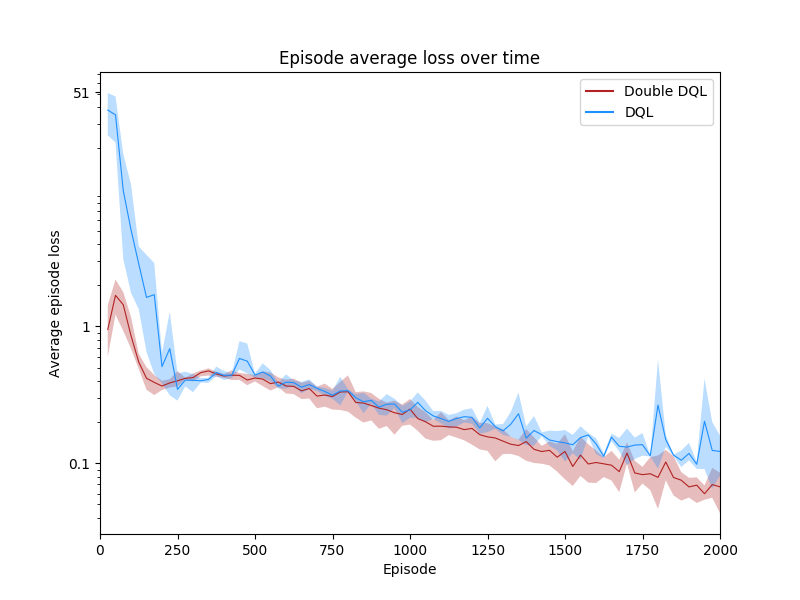 Episode average loss over time
Double DQL
DQL
Average episode loss
51
1
0.1
0
250
500
750
1000
1250
1500
1750
2000
Episode